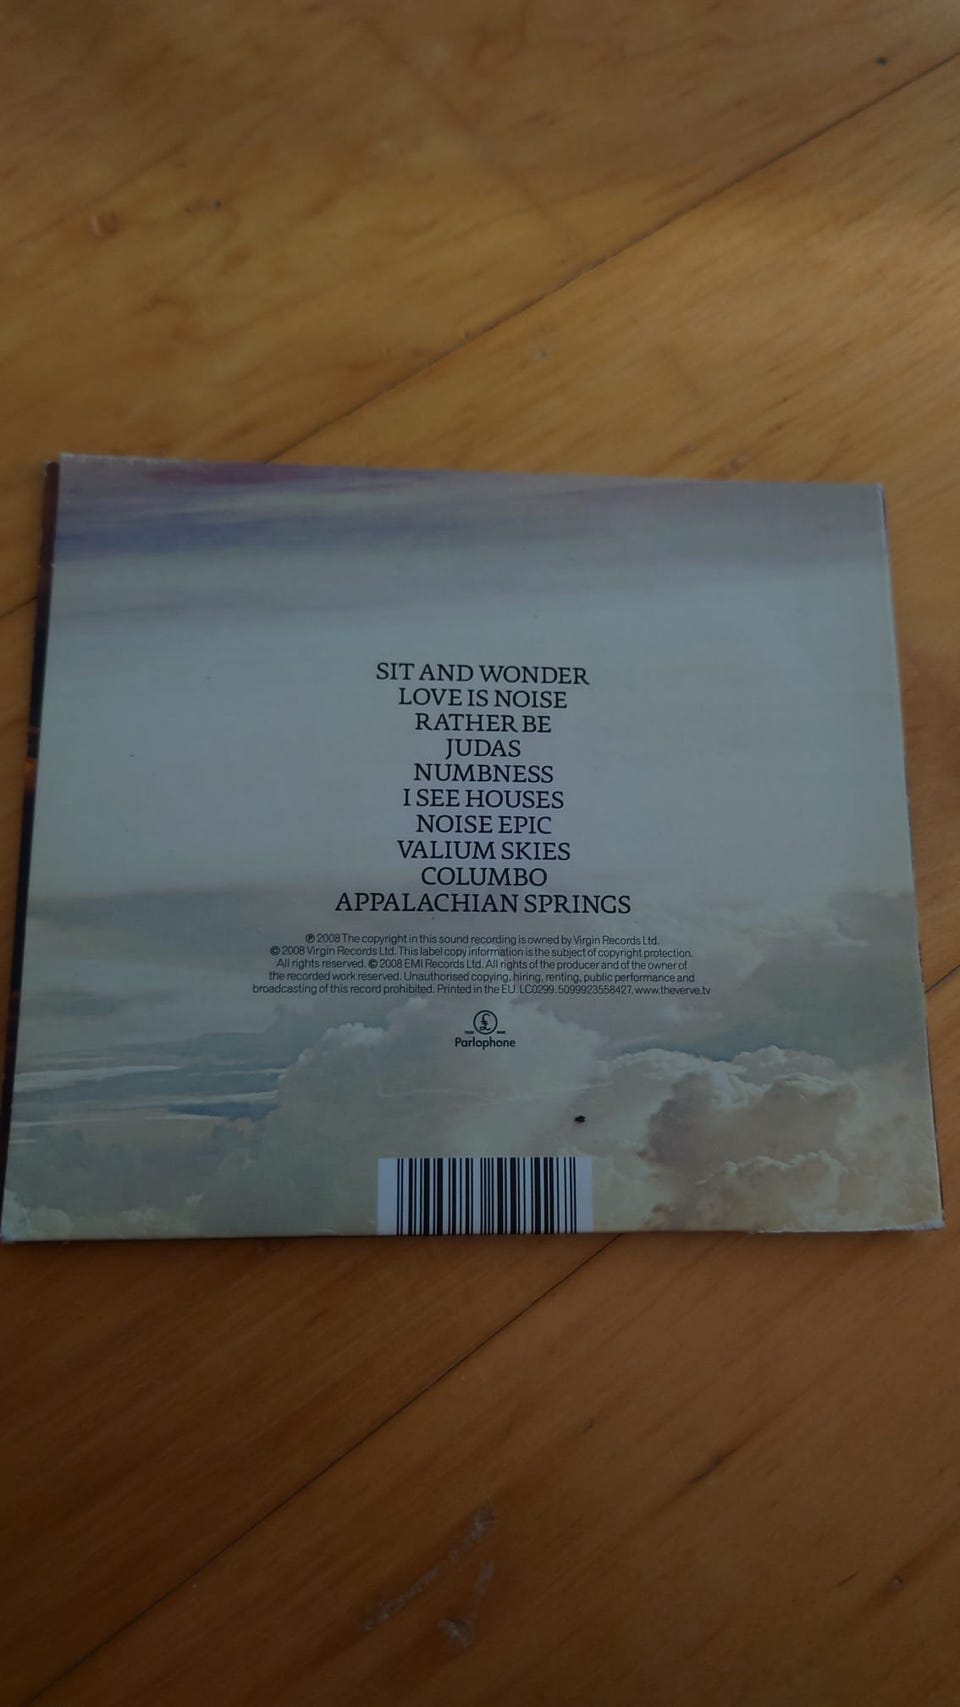 SIT AND WONDER
LOVE IS NOISE
RATHER BE
JUDAS
NUMBNESS
I SEE HOUSES
NOISE EPIC
VALIUM SKIES
COLUMBO
APPALACHIAN SPRINGS
℗ 2008 The copyright in this sound recording is owned by Virgin Records Ltd.
© 2008 Virgin Records Ltd. This label copy information is the subject of copyright protection.
All rights reserved. © 2008 EMI Records Ltd. All rights of the producer and of the owner of
the recorded work reserved. Unauthorised copying, hiring, renting, public performance and
broadcasting of this record prohibited. Printed in the EU. LC0299. 5099923558427. www.theverve.tv
£
Parlophone